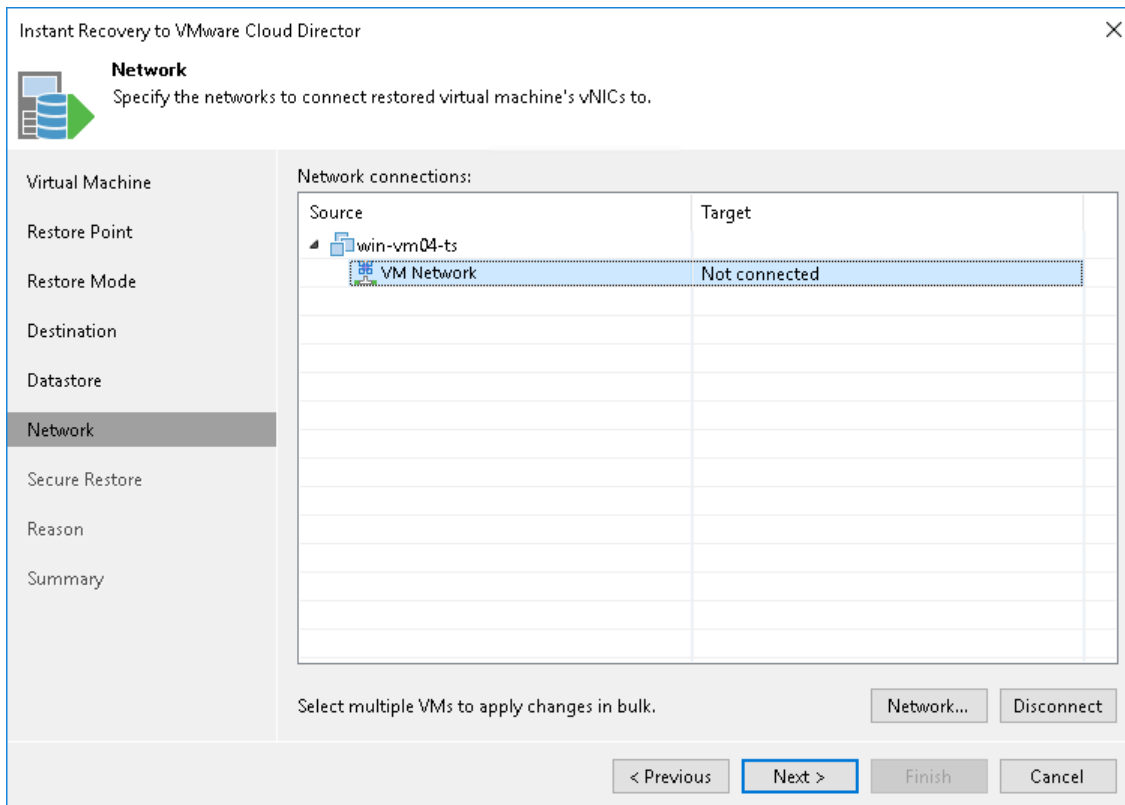 Instant Recovery to VMware Cloud Director
Network
Specify the networks to connect restored virtual machine's vNICs to.
Virtual Machine
Restore Point
Restore Mode
Destination
Datastore
Network
Secure Restore
Reason
Summary
Network connections:
Source Target
win-vm04-ts
VM Network Not connected
Select multiple VMs to apply changes in bulk.
Network... Disconnect
< Previous Next > Finish Cancel